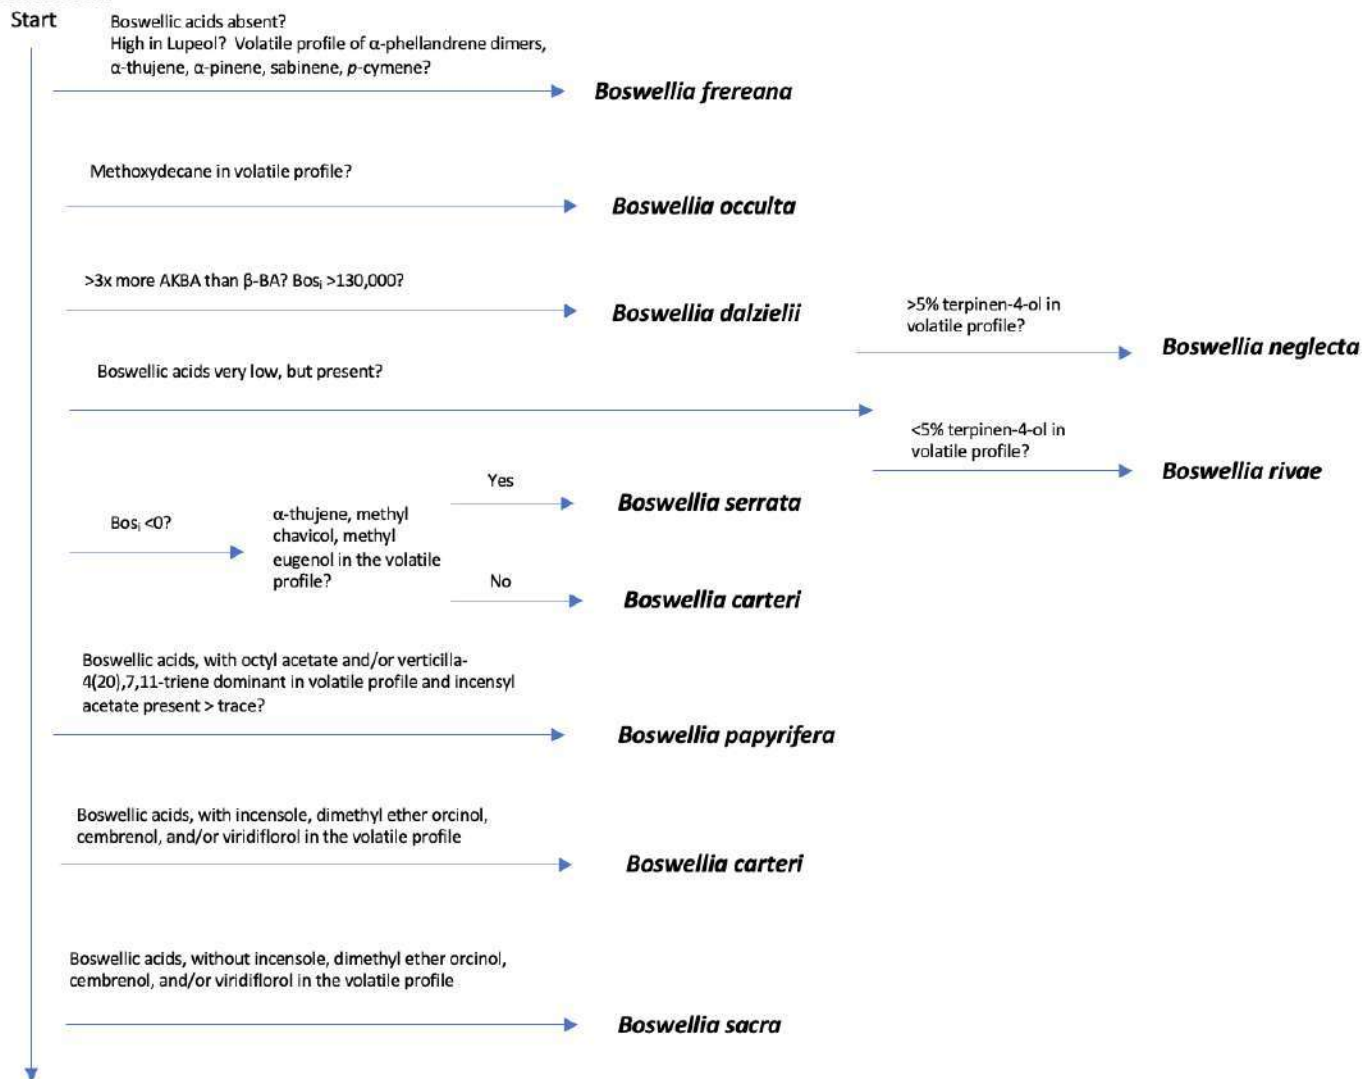 Start
Boswellic acids absent?
High in Lupeol? Volatile profile of α-phellandrene dimers,
α-thujene, α-pinene, sabinene, p-cymene?
Boswellia frereana
Methoxydecane in volatile profile?
Boswellia occulta
>3x more AKBA than β-BA? Bosᵢ >130,000?
Boswellia dalzielii
>5% terpinen-4-ol in
volatile profile?
Boswellia neglecta
Boswellic acids very low, but present?
<5% terpinen-4-ol in
volatile profile?
Boswellia rivae
Bosᵢ <0?
α-thujene, methyl
chavicol, methyl
eugenol in the volatile
profile?
Yes
Boswellia serrata
No
Boswellia carteri
Boswellic acids, with octyl acetate and/or verticilla-
4(20),7,11-triene dominant in volatile profile and incensyl
acetate present > trace?
Boswellia papyrifera
Boswellic acids, with incensole, dimethyl ether orcinol,
cembrenol, and/or viridiflorol in the volatile profile
Boswellia carteri
Boswellic acids, without incensole, dimethyl ether orcinol,
cembrenol, and/or viridiflorol in the volatile profile
Boswellia sacra